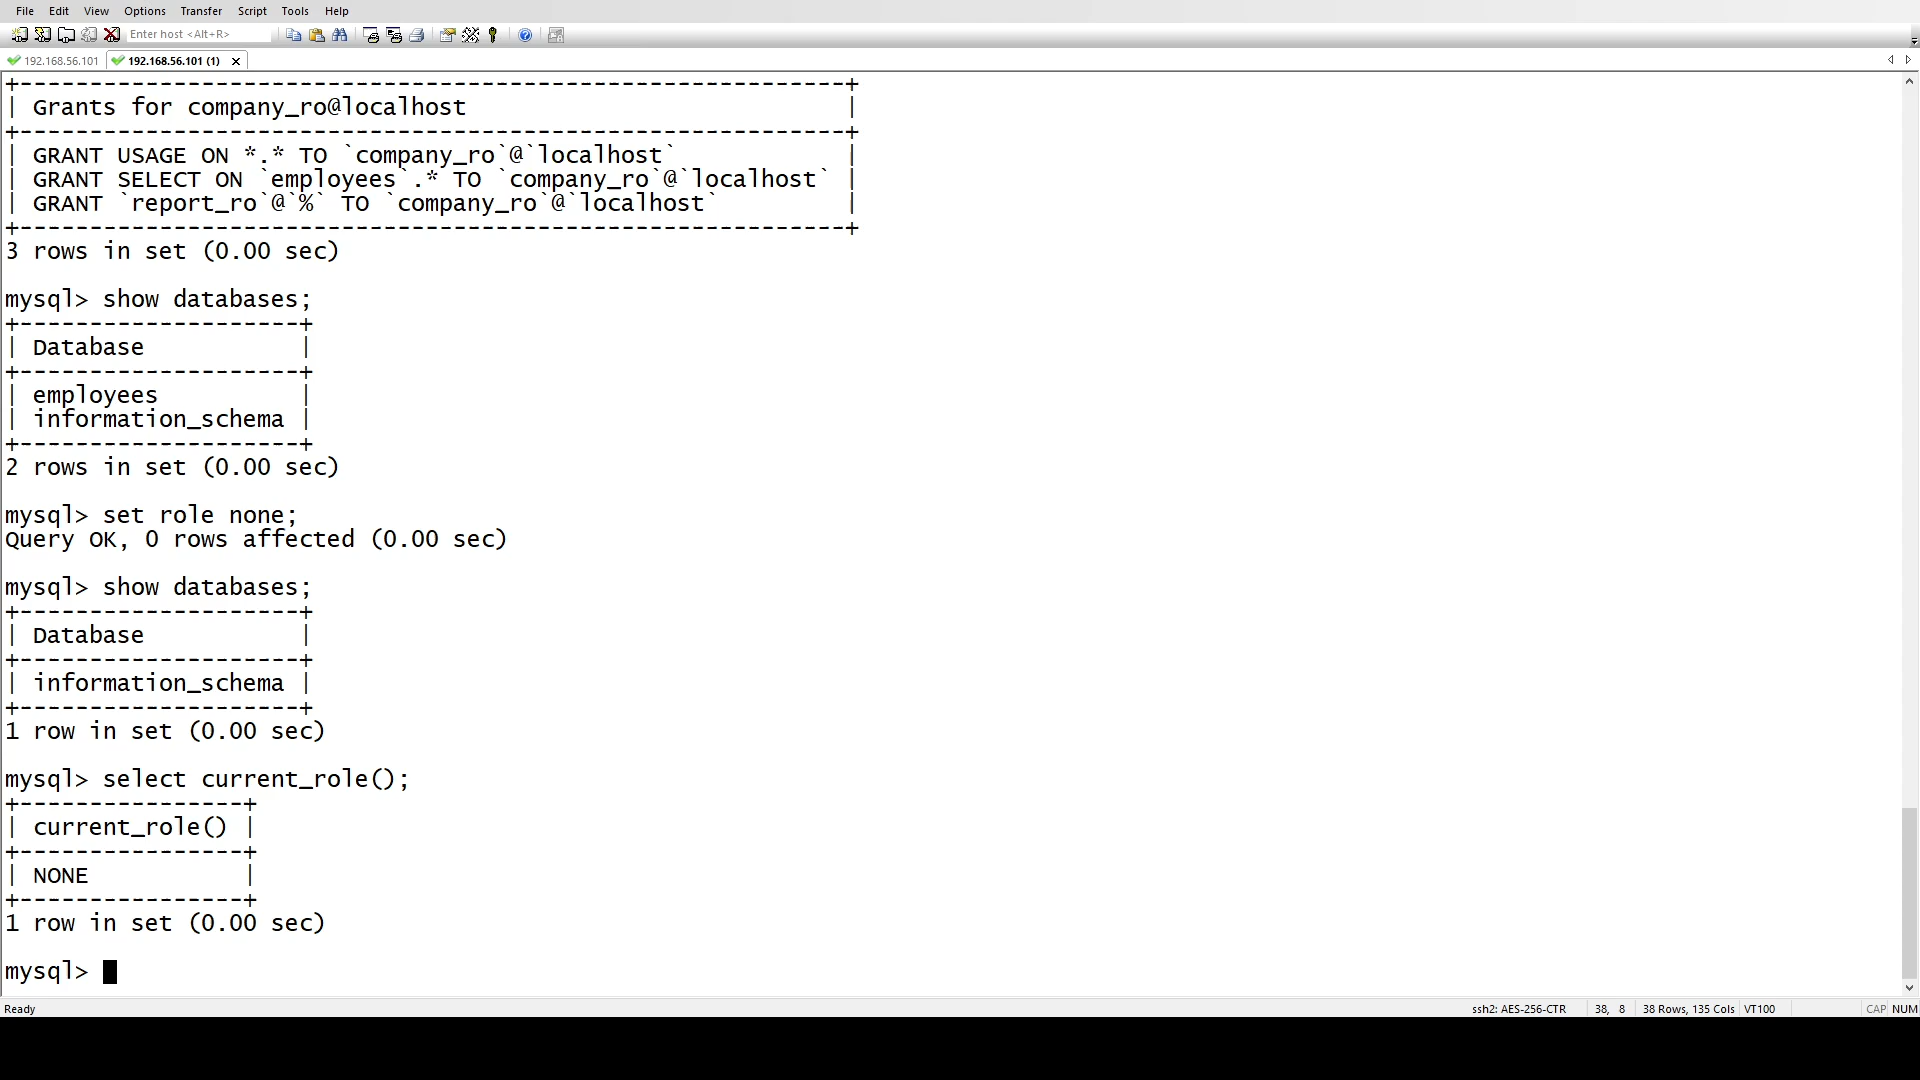 File Edit View Options Transfer Script Tools Help
Enter host <Alt+R>
192.168.56.101 192.168.56.101 (1)
+-----------------------------------------------------------+
| Grants for company_ro@localhost                           |
+-----------------------------------------------------------+
| GRANT USAGE ON *.* TO `company_ro`@`localhost`            |
| GRANT SELECT ON `employees`.* TO `company_ro`@`localhost` |
| GRANT `report_ro`@`%` TO `company_ro`@`localhost`         |
+-----------------------------------------------------------+
3 rows in set (0.00 sec)
mysql> show databases;
+--------------------+
| Database           |
+--------------------+
| employees          |
| information_schema |
+--------------------+
2 rows in set (0.00 sec)
mysql> set role none;
Query OK, 0 rows affected (0.00 sec)
mysql> show databases;
+--------------------+
| Database           |
+--------------------+
| information_schema |
+--------------------+
1 row in set (0.00 sec)
mysql> select current_role();
+----------------+
| current_role() |
+----------------+
| NONE           |
+----------------+
1 row in set (0.00 sec)
mysql>
Ready ssh2: AES-256-CTR 38, 8 38 Rows, 135 Cols VT100 CAP NUM